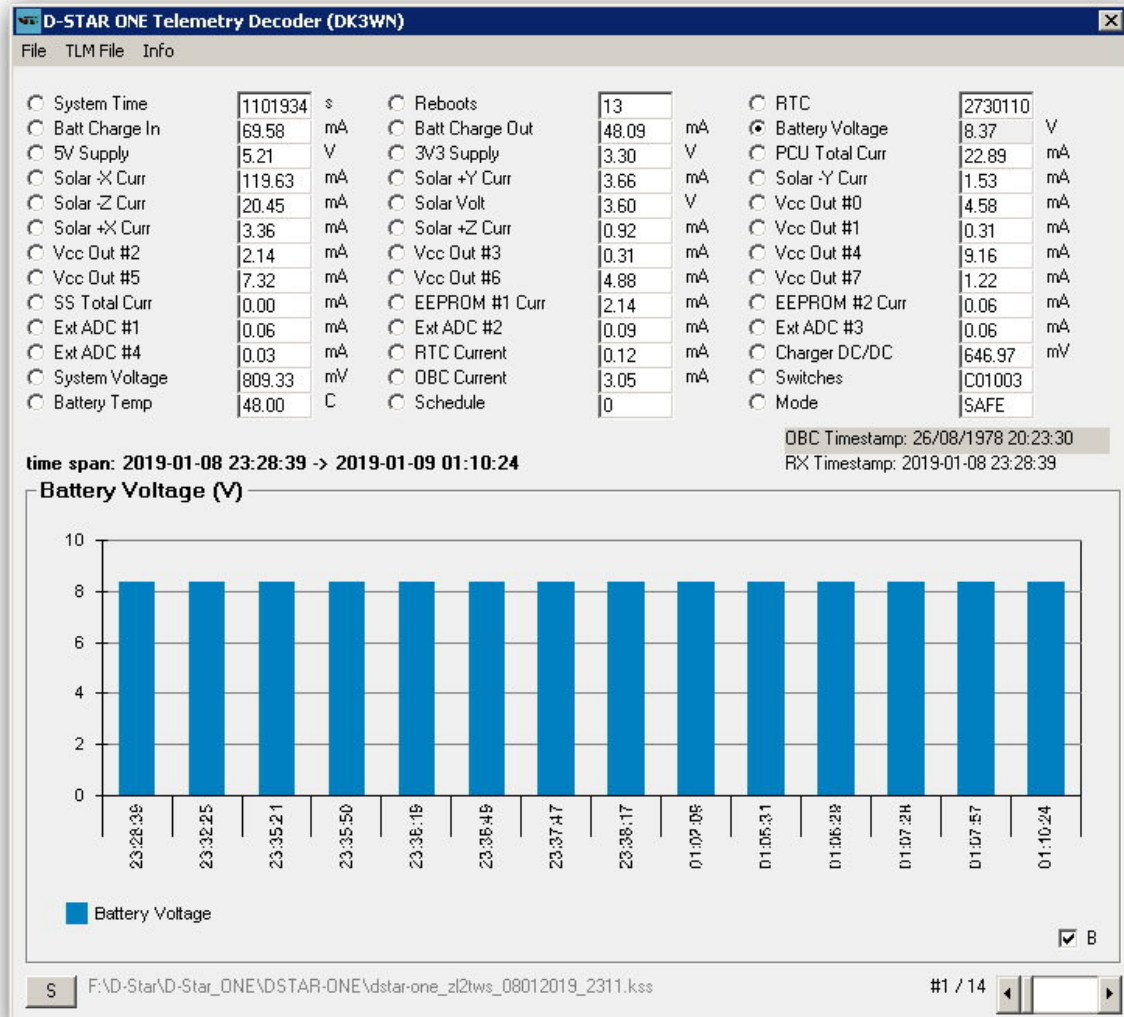 D-STAR ONE Telemetry Decoder (DK3WN)
File TLM File Info
System Time 1101934 s Reboots 13 RTC 2730110
Batt Charge In 69.58 mA Batt Charge Out 48.09 mA Battery Voltage 8.37 V
5V Supply 5.21 V 3V3 Supply 3.30 V PCU Total Curr 22.89 mA
Solar -X Curr 119.63 mA Solar +Y Curr 3.66 mA Solar -Y Curr 1.53 mA
Solar -Z Curr 20.45 mA Solar Volt 3.60 V Vcc Out #0 4.58 mA
Solar +X Curr 3.36 mA Solar +Z Curr 0.92 mA Vcc Out #1 0.31 mA
Vcc Out #2 2.14 mA Vcc Out #3 0.31 mA Vcc Out #4 9.16 mA
Vcc Out #5 7.32 mA Vcc Out #6 4.88 mA Vcc Out #7 1.22 mA
SS Total Curr 0.00 mA EEPROM #1 Curr 2.14 mA EEPROM #2 Curr 0.06 mA
Ext ADC #1 0.06 mA Ext ADC #2 0.09 mA Ext ADC #3 0.06 mA
Ext ADC #4 0.03 mA RTC Current 0.12 mA Charger DC/DC 646.97 mV
System Voltage 809.33 mV OBC Current 3.05 mA Switches C01003
Battery Temp 48.00 C Schedule 0 Mode SAFE
OBC Timestamp: 26/08/1978 20:23:30
time span: 2019-01-08 23:28:39 -> 2019-01-09 01:10:24 RX Timestamp: 2019-01-08 23:28:39
Battery Voltage (V)
10
8
6
4
2
0
23:28:39 23:32:25 23:35:21 23:35:50 23:36:19 23:36:49 23:37:47 23:38:17 01:05:31 01:06:28 01:07:28 01:07:57 01:10:24
Battery Voltage
B
S F:\D-Star\D-Star_ONE\DSTAR-ONE\dstar-one_zl2tws_08012019_2311.kss #1 / 14